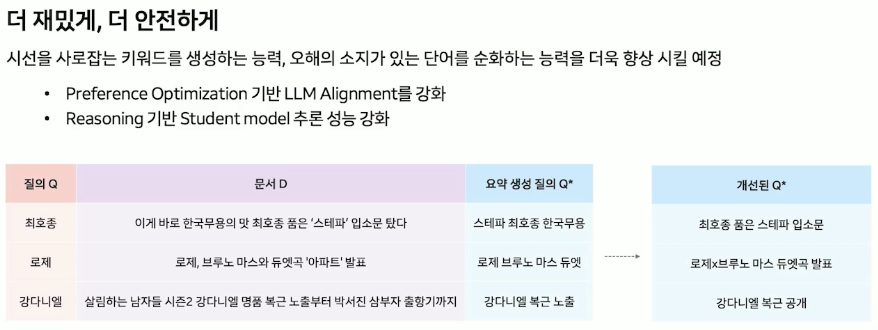 더 재밌게, 더 안전하게
시선을 사로잡는 키워드를 생성하는 능력, 오해의 소지가 있는 단어를 순화하는 능력을 더욱 향상 시킬 예정
• Preference Optimization 기반 LLM Alignment를 강화
• Reasoning 기반 Student model 추론 성능 강화
질의 Q 문서 D 요약 생성 질의 Q* 개선된 Q*
최호종 이게 바로 한국무용의 맛 최호종 품은 '스테파' 입소문 탔다 스테파 최호종 한국무용 최호종 품은 스테파 입소문
로제 로제, 브루노 마스와 듀엣곡 '아파트' 발표 로제 브루노 마스 듀엣 로제x브루노 마스 듀엣곡 발표
강다니엘 살림하는 남자들 시즌2 강다니엘 명품 복근 노출부터 박서진 삼부자 출항기까지 강다니엘 복근 노출 강다니엘 복근 공개